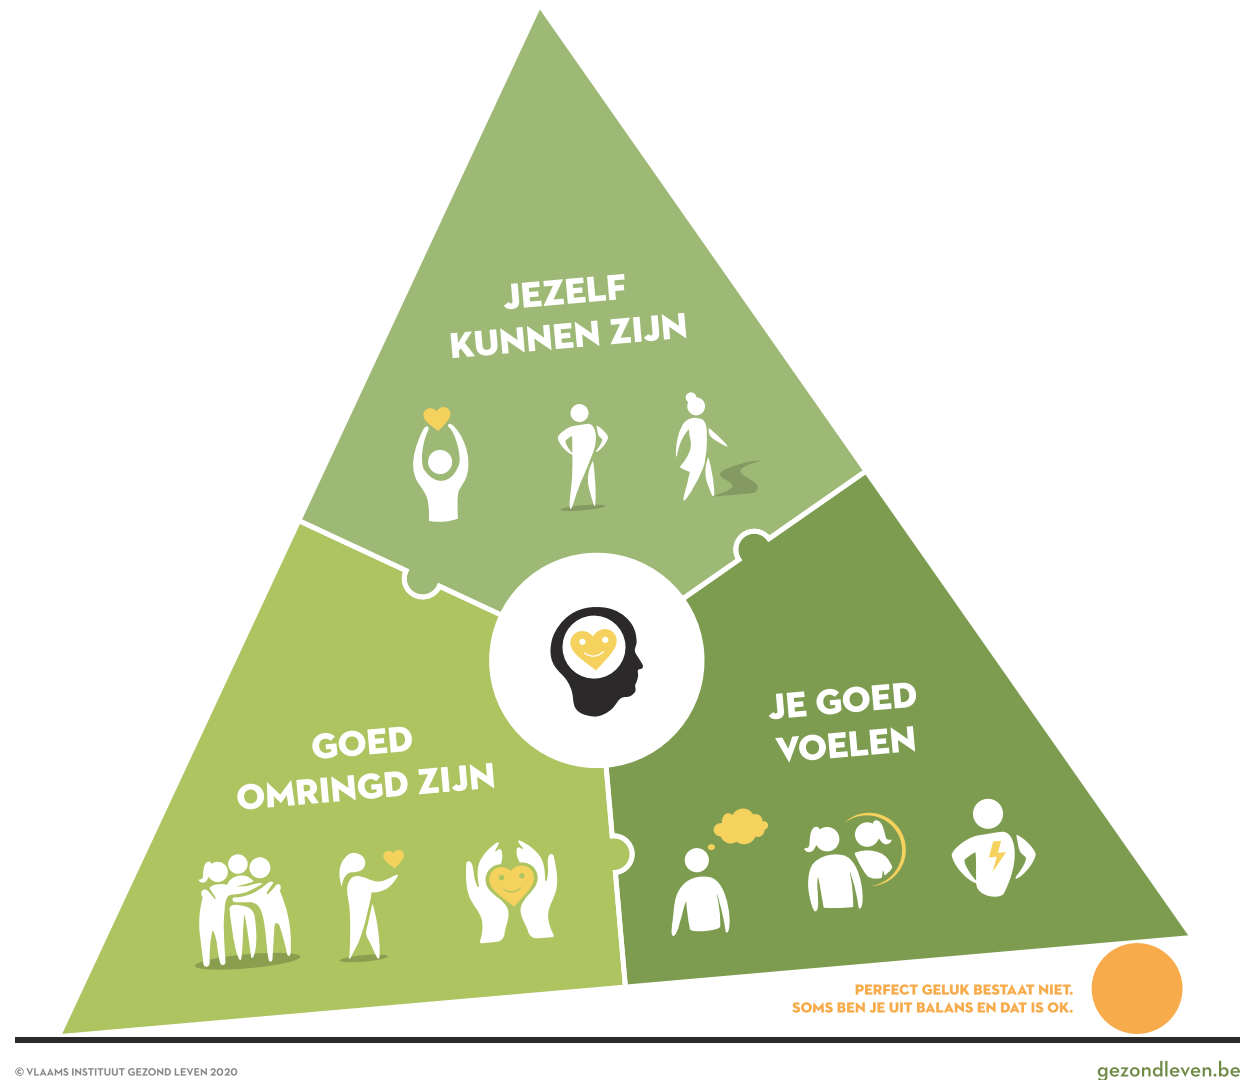 JEZELF
KUNNEN ZIJN
GOED
OMRINGD ZIJN
JE GOED
VOELEN
PERFECT GELUK BESTAAT NIET.
SOMS BEN JE UIT BALANS EN DAT IS OK.
© VLAAMS INSTITUUT GEZOND LEVEN 2020
gezondleven.be